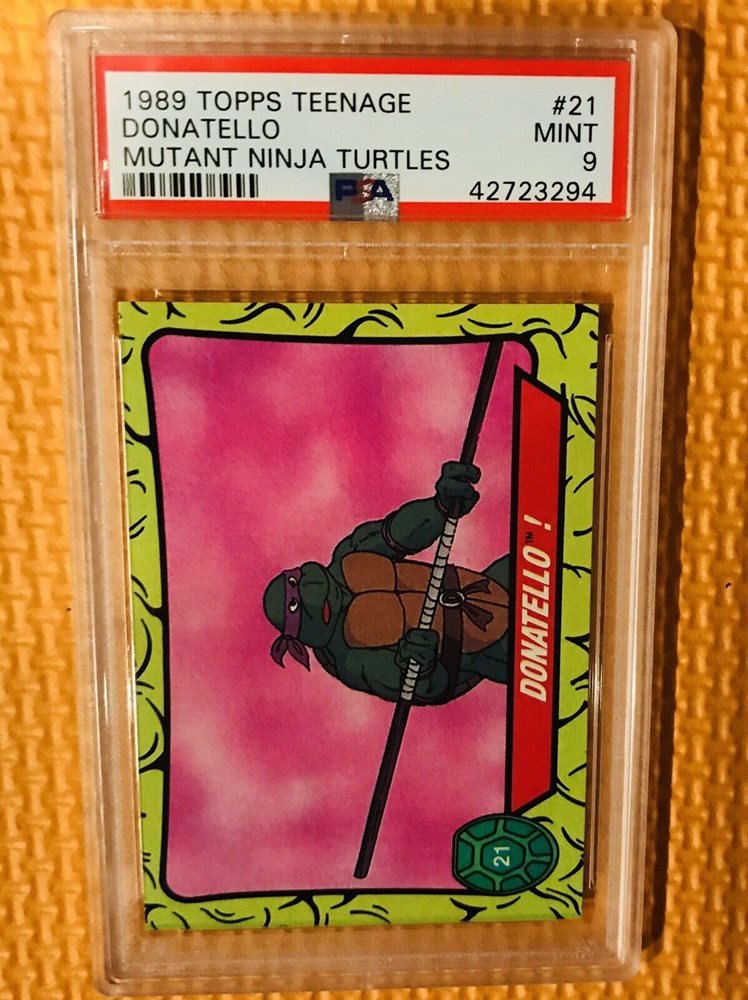 1989 TOPPS TEENAGE #21
DONATELLO MINT
MUTANT NINJA TURTLES 9
PSA 42723294
DONATELLO™ !
21